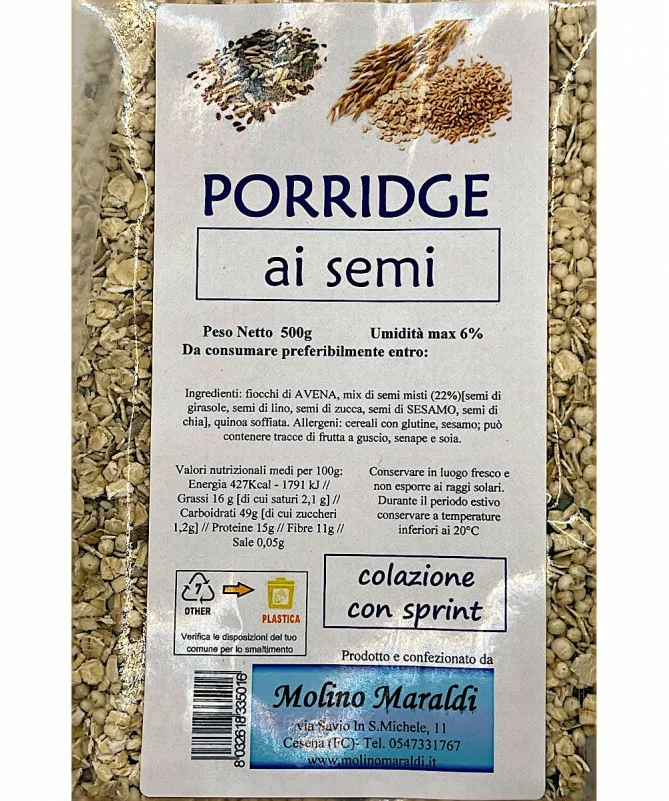 PORRIDGE
ai semi
Peso Netto 500g Umidità max 6%
Da consumare preferibilmente entro:
Ingredienti: fiocchi di AVENA, mix di semi misti (22%)[semi di
girasole, semi di lino, semi di zucca, semi di SESAMO, semi di
chia], quinoa soffiata. Allergeni: cereali con glutine, sesamo; può
contenere tracce di frutta a guscio, senape e soia.
Valori nutrizionali medi per 100g:
Energia 427Kcal - 1791 kJ //
Grassi 16 g [di cui saturi 2,1 g] //
Carboidrati 49g [di cui zuccheri
1,2g] // Proteine 15g // Fibre 11g //
Sale 0,05g
Conservare in luogo fresco e
non esporre ai raggi solari.
Durante il periodo estivo
conservare a temperature
inferiori ai 20°C
7
OTHER
PLASTICA
Verifica le disposizioni del tuo
comune per lo smaltimento
colazione
con sprint
Prodotto e confezionato da
Molino Maraldi
via Savio In S.Michele, 11
Cesena (FC)- Tel. 0547331767
www.molinomaraldi.it
8032618335016